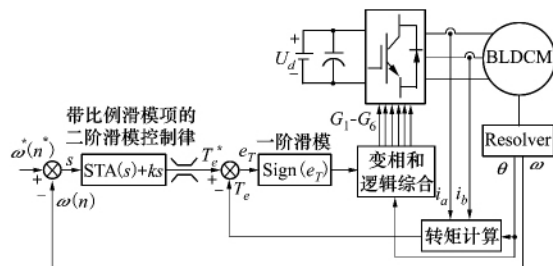 U_d
+
−
BLDCM
G₁-G₆
带比例滑模项的
二阶滑模控制律
ω*(n*)
+
−
s
STA(s)+ks
T_e*
+
−
e_T
T_e
一阶滑模
Sign(e_T)
变相和
逻辑综合
i_a
i_b
Resolver
θ
ω
ω(n)
转矩计算